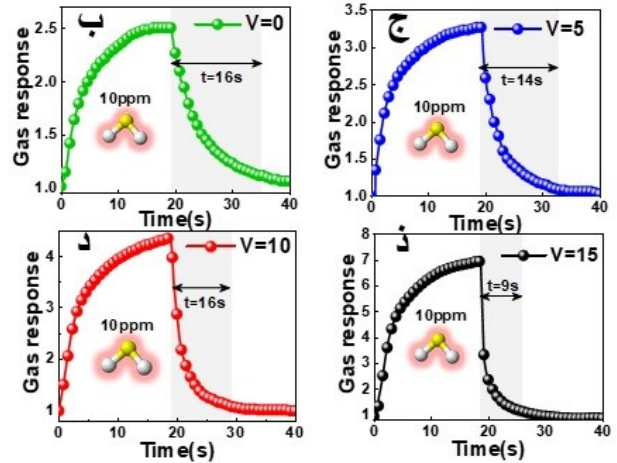 ب
V=0
Gas response
2.5
2.0
1.5
1.0
t=16s
10ppm
0 10 20 30 40
Time(s)
ج
V=5
Gas response
3.5
3.0
2.5
2.0
1.5
1.0
t=14s
10ppm
0 10 20 30 40
Time(s)
د
V=10
Gas response
4
3
2
1
t=16s
10ppm
0 10 20 30 40
Time(s)
ذ
V=15
Gas response
8
7
6
5
4
3
2
1
t=9s
10ppm
0 10 20 30 40
Time(s)